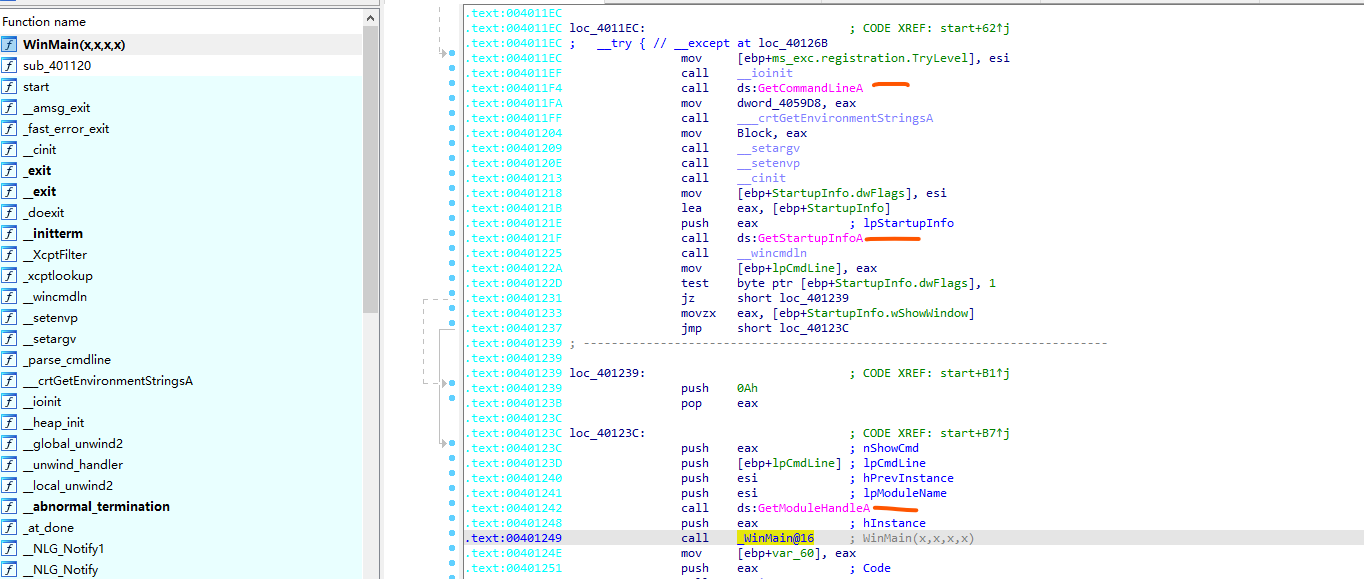 Function name
f WinMain(x,x,x,x)
f sub_401120
f start
f __amsg_exit
f _fast_error_exit
f __cinit
f _exit
f __exit
f _doexit
f __initterm
f __XcptFilter
f _xcptlookup
f __wincmdln
f __setenvp
f __setargv
f _parse_cmdline
f ___crtGetEnvironmentStringsA
f __ioinit
f __heap_init
f __global_unwind2
f __unwind_handler
f __local_unwind2
f __abnormal_termination
f _at_done
f __NLG_Notify1
f __NLG_Notify
.text:004011EC
.text:004011EC loc_4011EC: ; CODE XREF: start+62↑j
.text:004011EC ; __try { // __except at loc_40126B
.text:004011EC mov [ebp+ms_exc.registration.TryLevel], esi
.text:004011EF call __ioinit
.text:004011F4 call ds:GetCommandLineA
.text:004011FA mov dword_4059D8, eax
.text:004011FF call ___crtGetEnvironmentStringsA
.text:00401204 mov Block, eax
.text:00401209 call __setargv
.text:0040120E call __setenvp
.text:00401213 call __cinit
.text:00401218 mov [ebp+StartupInfo.dwFlags], esi
.text:0040121B lea eax, [ebp+StartupInfo]
.text:0040121E push eax ; lpStartupInfo
.text:0040121F call ds:GetStartupInfoA
.text:00401225 call __wincmdln
.text:0040122A mov [ebp+lpCmdLine], eax
.text:0040122D test byte ptr [ebp+StartupInfo.dwFlags], 1
.text:00401231 jz short loc_401239
.text:00401233 movzx eax, [ebp+StartupInfo.wShowWindow]
.text:00401237 jmp short loc_40123C
.text:00401239 ; ---------------------------------------------------------------------------
.text:00401239
.text:00401239 loc_401239: ; CODE XREF: start+B1↑j
.text:00401239 push 0Ah
.text:0040123B pop eax
.text:0040123C
.text:0040123C loc_40123C: ; CODE XREF: start+B7↑j
.text:0040123C push eax ; nShowCmd
.text:0040123D push [ebp+lpCmdLine] ; lpCmdLine
.text:00401240 push esi ; hPrevInstance
.text:00401241 push esi ; lpModuleName
.text:00401242 call ds:GetModuleHandleA
.text:00401248 push eax ; hInstance
.text:00401249 call _WinMain@16 ; WinMain(x,x,x,x)
.text:0040124E mov [ebp+var_60], eax
.text:00401251 push eax ; Code